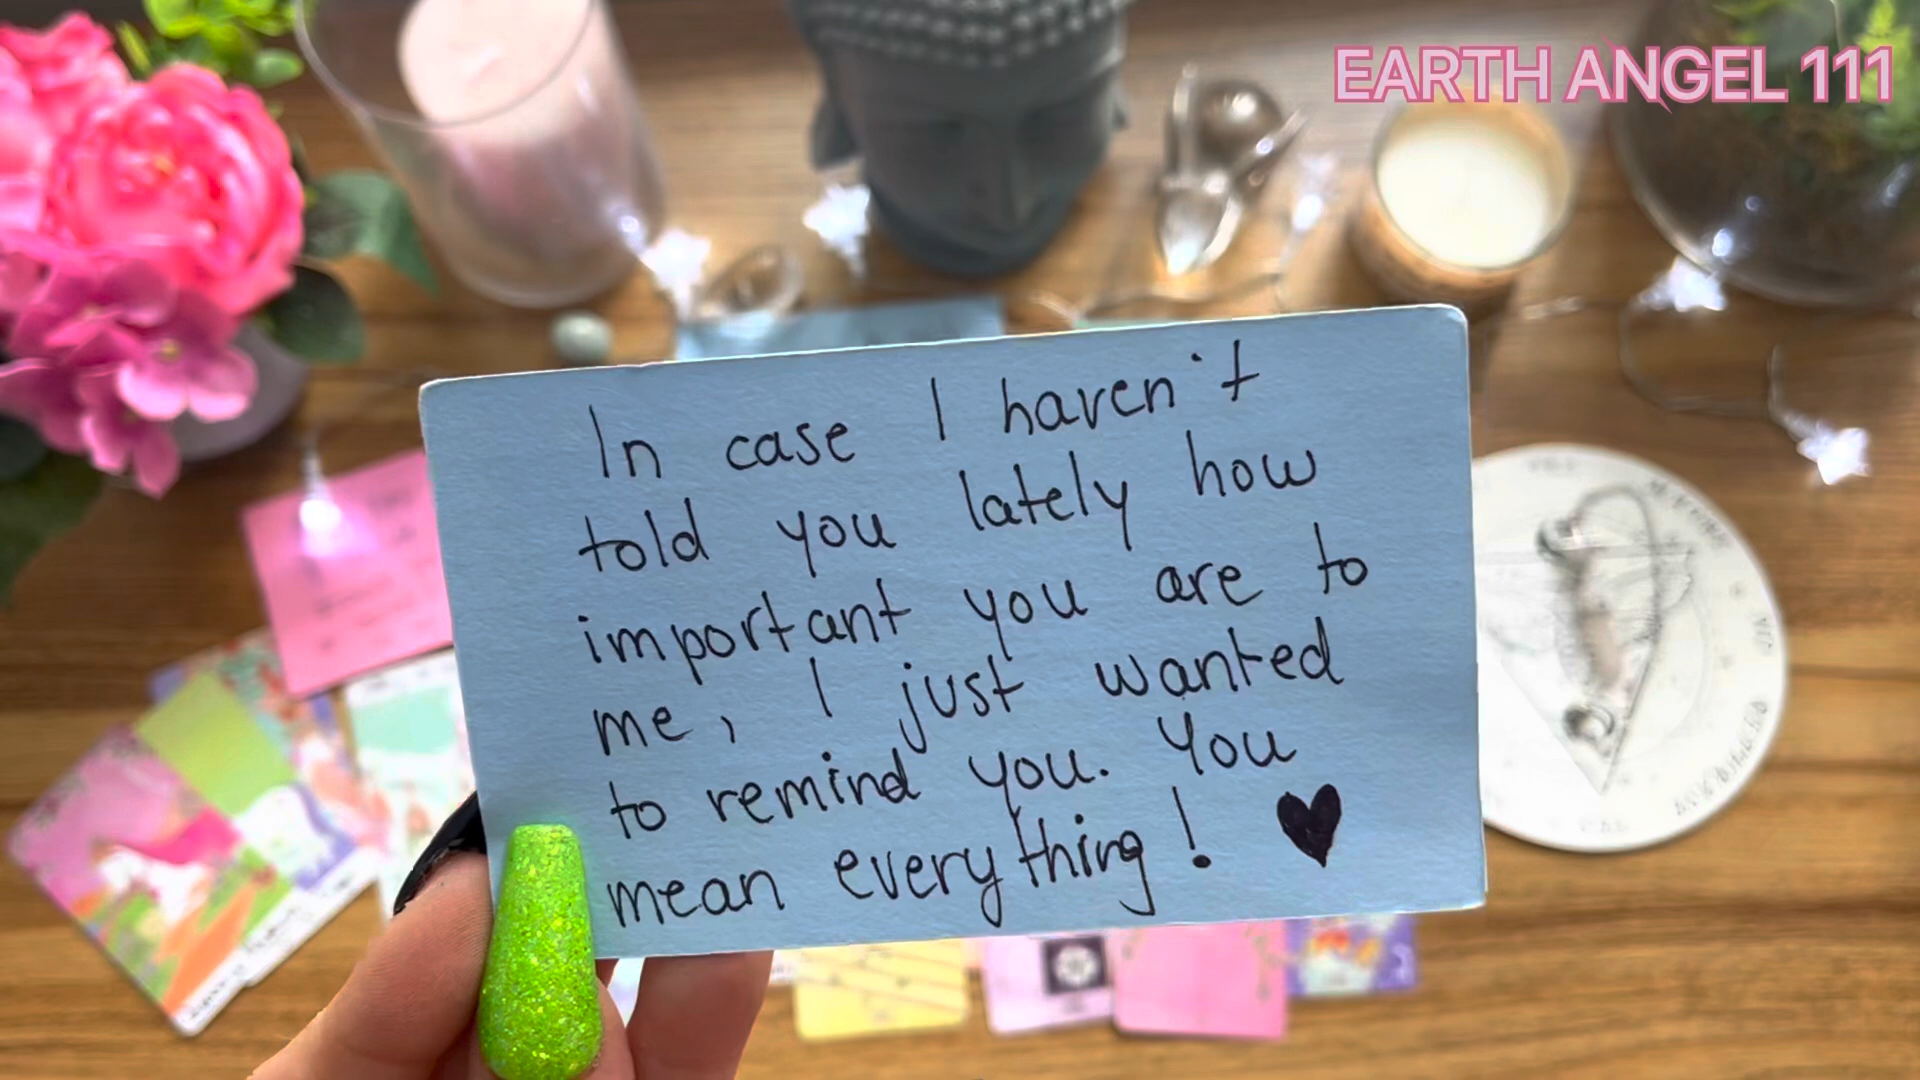 EARTH ANGEL 111
In case I haven't
told you lately how
important you are to
me, I just wanted
to remind you. You
mean everything! ♥